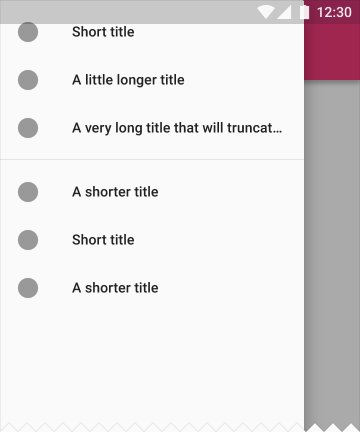 12:30
Short title
A little longer title
A very long title that will truncat…
A shorter title
Short title
A shorter title